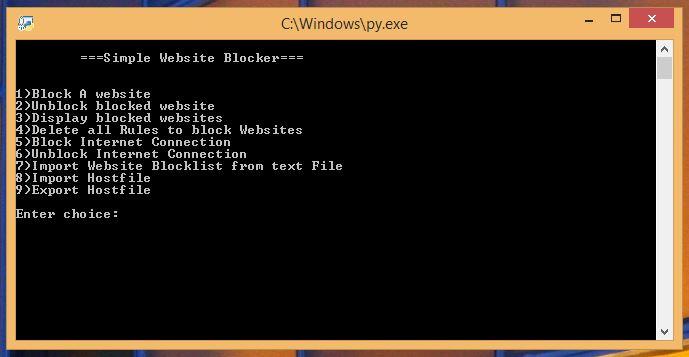 C:\Windows\py.exe
===Simple Website Blocker===
1)Block A website
2)Unblock blocked website
3)Display blocked websites
4)Delete all Rules to block Websites
5)Block Internet Connection
6)Unblock Internet Connection
7)Import Website Blocklist from text File
8)Import Hostfile
9)Export Hostfile
Enter choice: